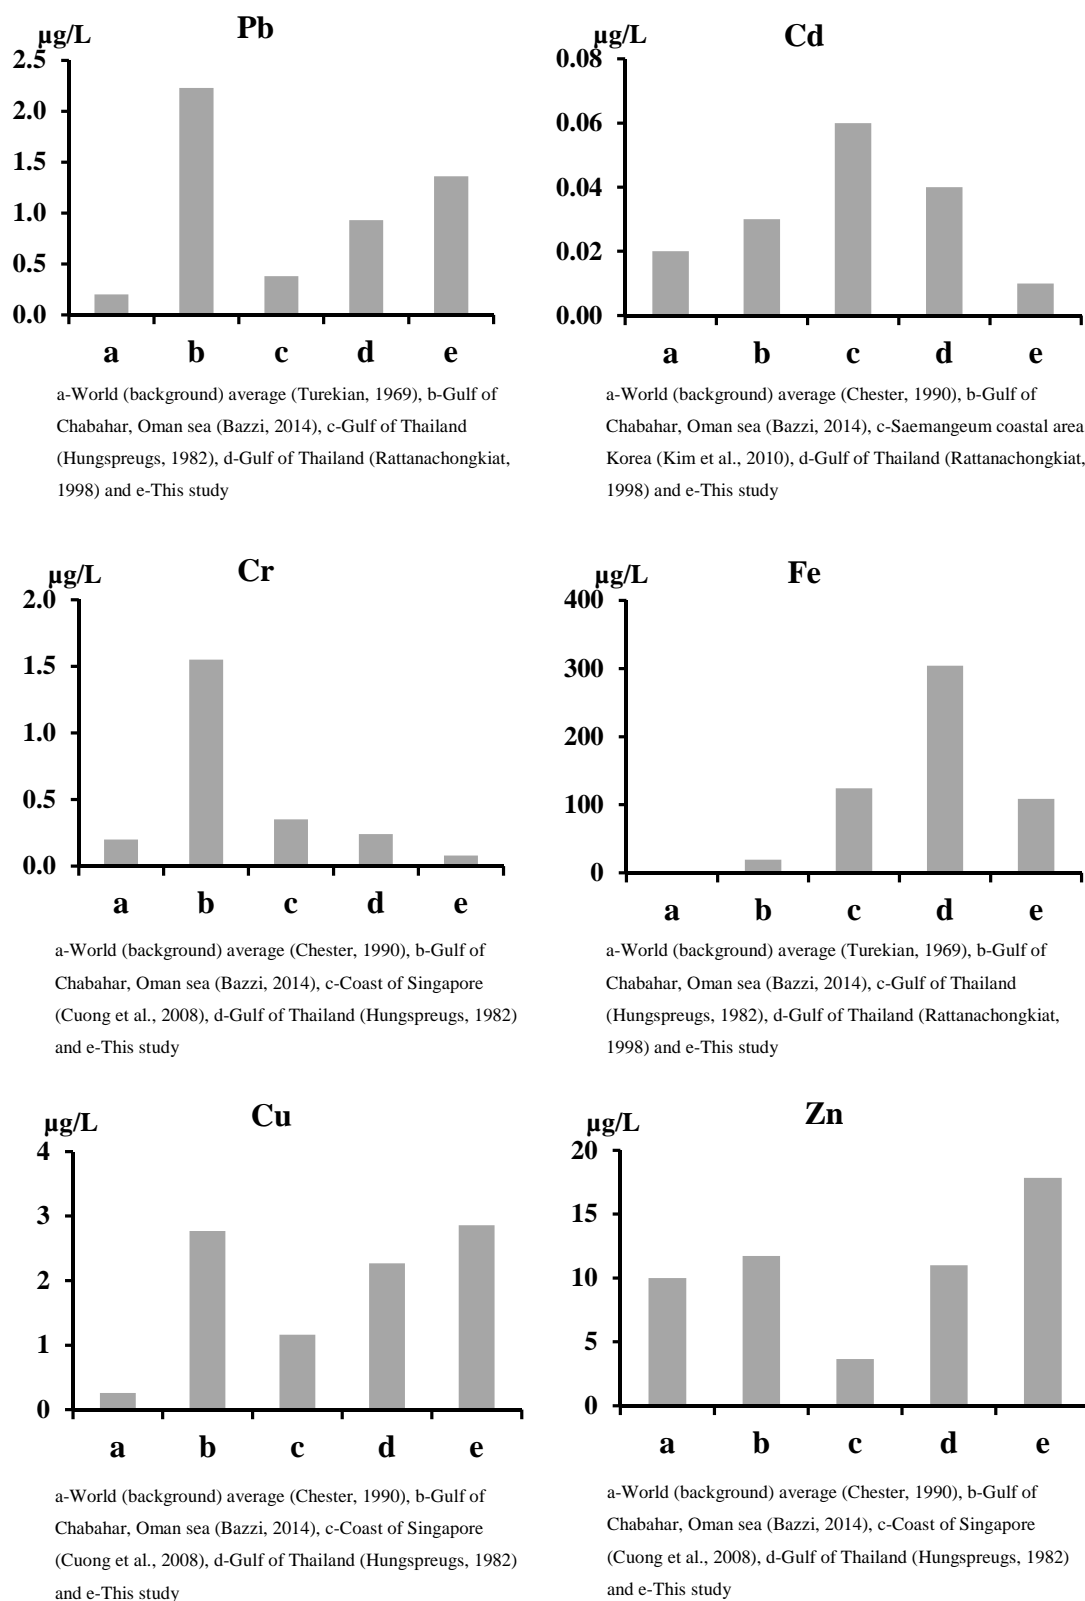 Pb
µg/L
2.5
2.0
1.5
1.0
0.5
0.0
a b c d e
a-World (background) average (Turekian, 1969), b-Gulf of
Chabahar, Oman sea (Bazzi, 2014), c-Gulf of Thailand
(Hungspreugs, 1982), d-Gulf of Thailand (Rattanachongkiat,
1998) and e-This study
Cd
µg/L
0.08
0.06
0.04
0.02
0.00
a b c d e
a-World (background) average (Chester, 1990), b-Gulf of
Chabahar, Oman sea (Bazzi, 2014), c-Saemangeum coastal area
Korea (Kim et al., 2010), d-Gulf of Thailand (Rattanachongkiat,
1998) and e-This study
Cr
µg/L
2.0
1.5
1.0
0.5
0.0
a b c d e
a-World (background) average (Chester, 1990), b-Gulf of
Chabahar, Oman sea (Bazzi, 2014), c-Coast of Singapore
(Cuong et al., 2008), d-Gulf of Thailand (Hungspreugs, 1982)
and e-This study
Fe
µg/L
400
300
200
100
0
a b c d e
a-World (background) average (Turekian, 1969), b-Gulf of
Chabahar, Oman sea (Bazzi, 2014), c-Gulf of Thailand
(Hungspreugs, 1982), d-Gulf of Thailand (Rattanachongkiat,
1998) and e-This study
Cu
µg/L
4
3
2
1
0
a b c d e
a-World (background) average (Chester, 1990), b-Gulf of
Chabahar, Oman sea (Bazzi, 2014), c-Coast of Singapore
(Cuong et al., 2008), d-Gulf of Thailand (Hungspreugs, 1982)
and e-This study
Zn
µg/L
20
15
10
5
0
a b c d e
a-World (background) average (Chester, 1990), b-Gulf of
Chabahar, Oman sea (Bazzi, 2014), c-Coast of Singapore
(Cuong et al., 2008), d-Gulf of Thailand (Hungspreugs, 1982)
and e-This study